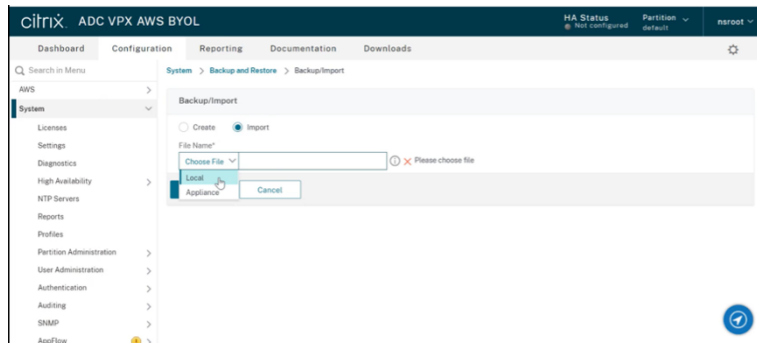 citrix. ADC VPX AWS BYOL
HA Status
Not configured
Partition
default
nsroot
Dashboard Configuration Reporting Documentation Downloads
Search in Menu
System > Backup and Restore > Backup/Import
AWS
System
Licenses
Settings
Diagnostics
High Availability
NTP Servers
Reports
Profiles
Partition Administration
User Administration
Authentication
Auditing
SNMP
AppFlow
Backup/Import
Create Import
File Name*
Choose File
Please choose file
Local
Appliance
Cancel